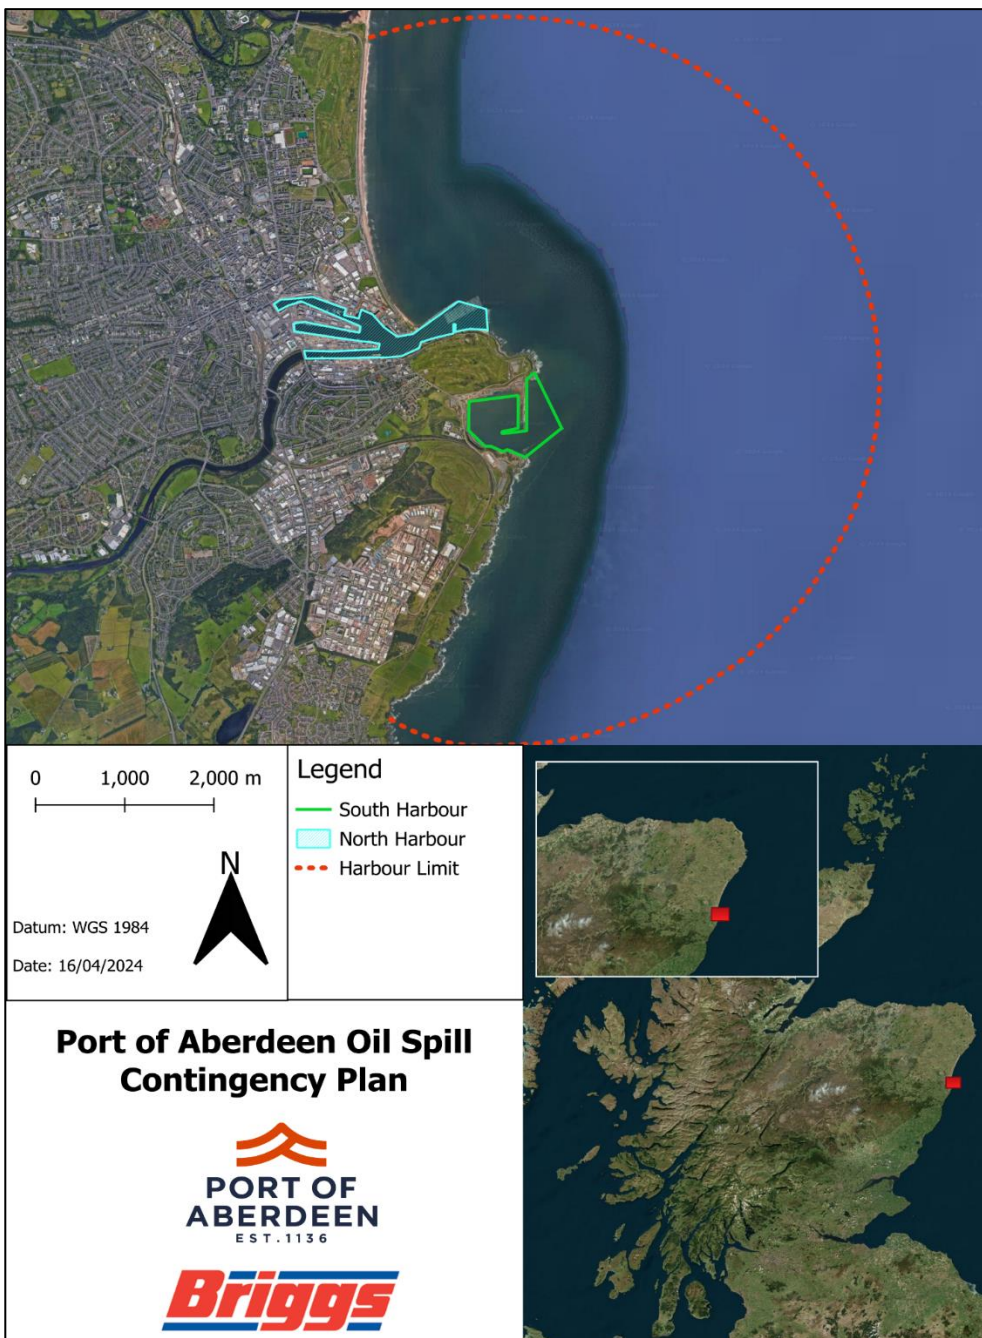 0 1,000 2,000 m
N
Datum: WGS 1984
Date: 16/04/2024
Legend
South Harbour
North Harbour
Harbour Limit
Port of Aberdeen Oil Spill
Contingency Plan
PORT OF
ABERDEEN
EST.1136
Briggs